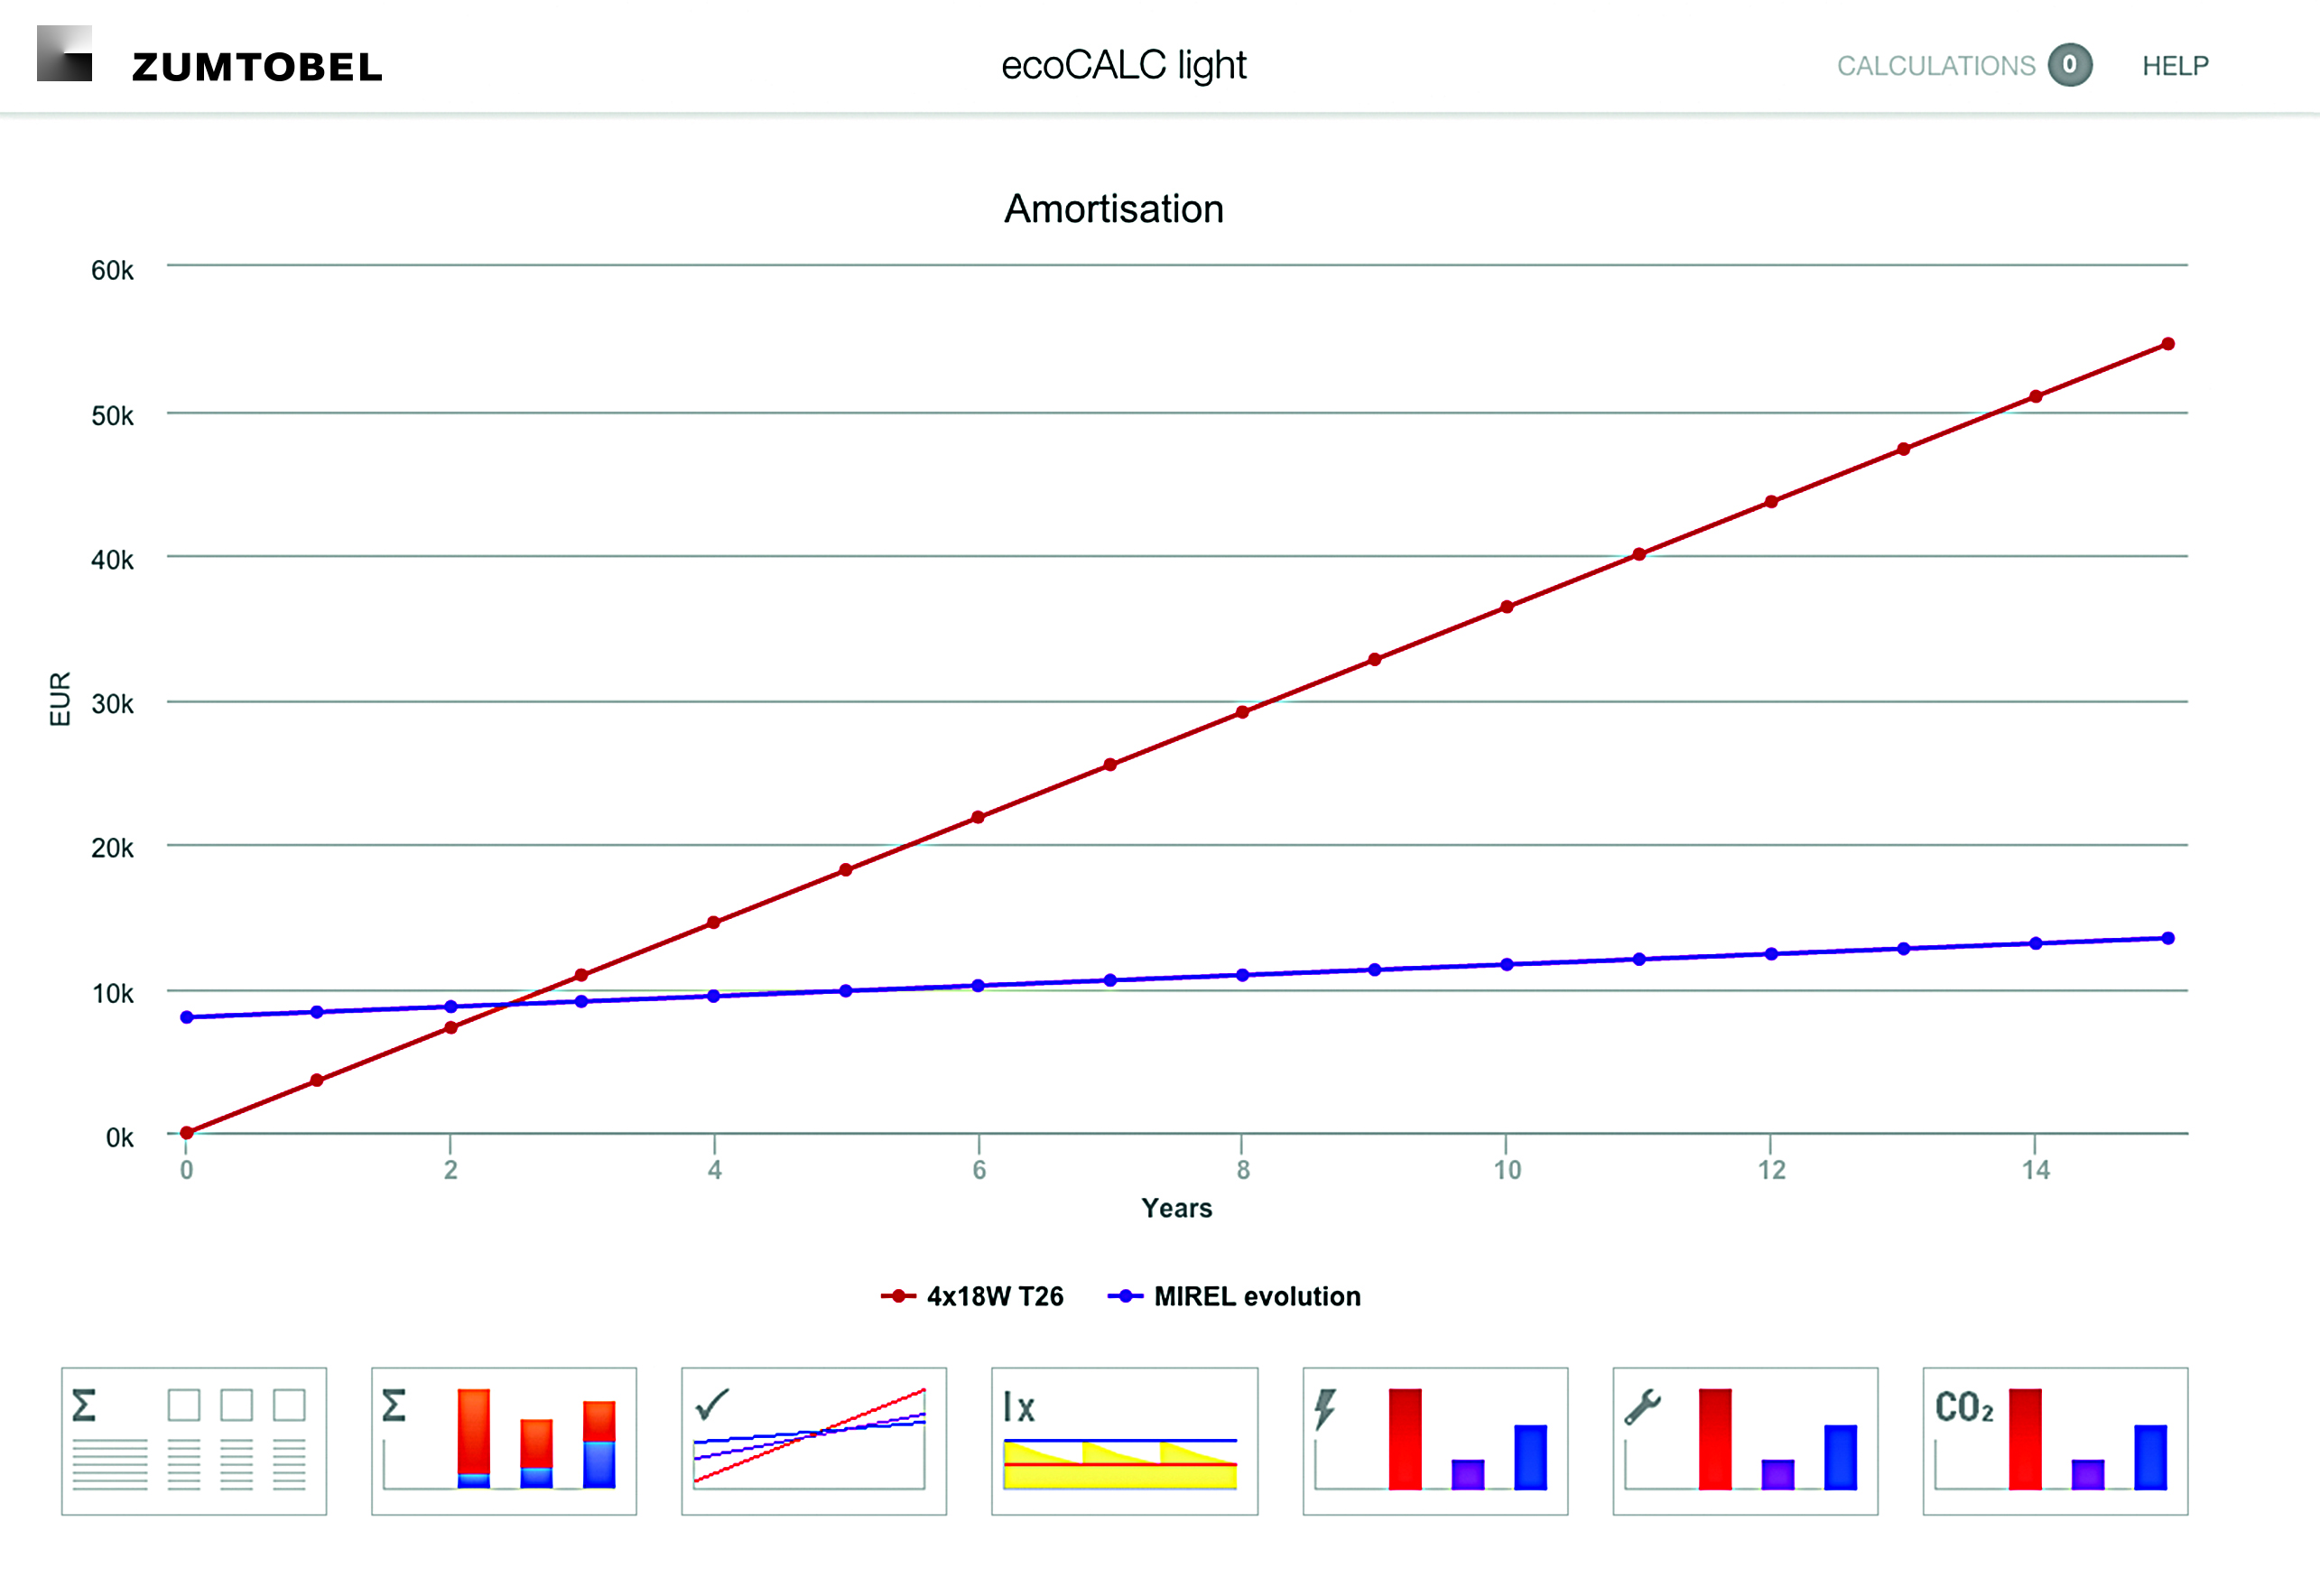 ZUMTOBEL
ecoCALC light
CALCULATIONS 0
HELP
Amortisation
60k
50k
40k
30k
20k
10k
0k
EUR
0 2 4 6 8 10 12 14
Years
4x18W T26
MIREL evolution
Σ
Σ
lx
CO₂